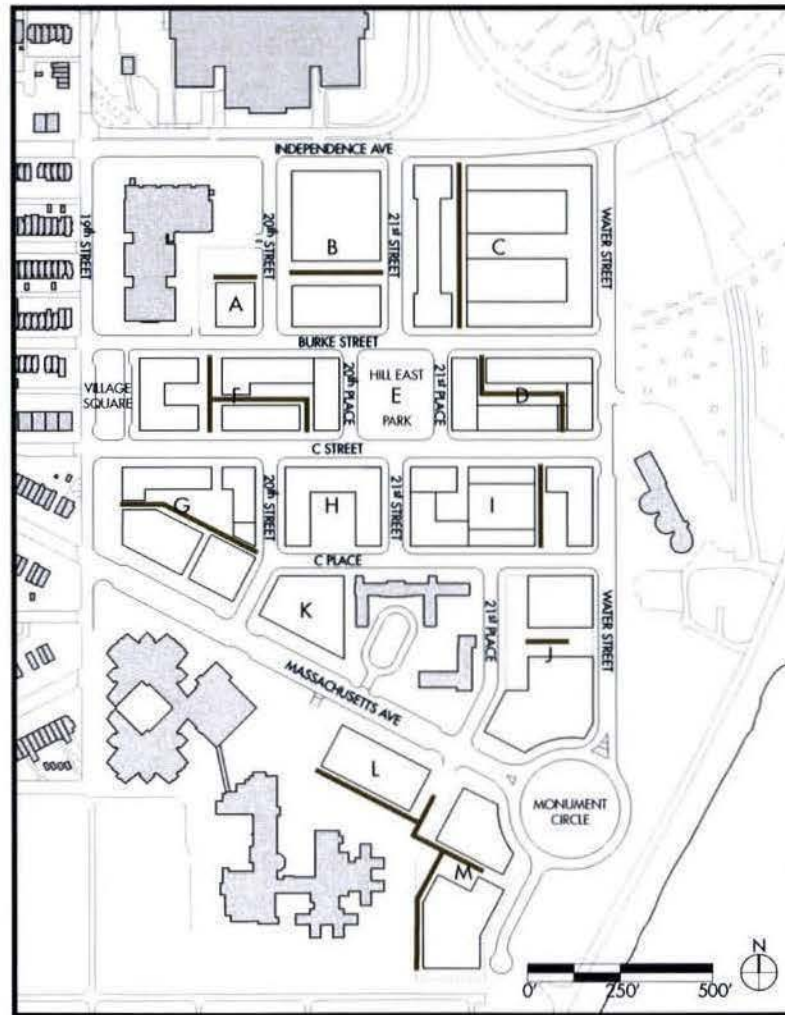 INDEPENDENCE AVE
19th STREET
20th STREET
21st STREET
WATER STREET
A
B
C
BURKE STREET
VILLAGE
SQUARE
F
20th PLACE
HILL EAST
E
PARK
21st PLACE
D
C STREET
G
20th STREET
H
21st STREET
I
C PLACE
K
21st PLACE
J
WATER STREET
MASSACHUSETTS AVE
L
MONUMENT
CIRCLE
M
N
0' 250' 500'